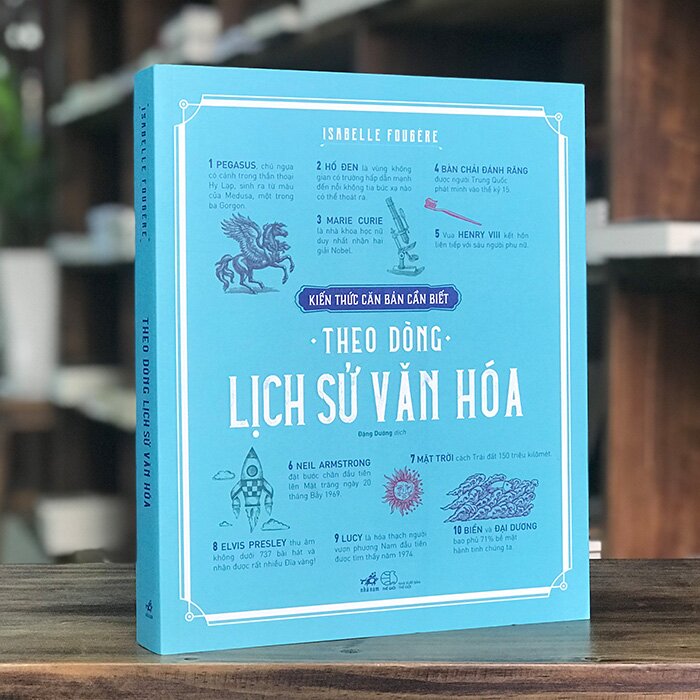 ISABELLE FOUGÈRE
1 PEGASUS, chú ngựa
có cánh trong thần thoại
Hy Lạp, sinh ra từ máu
của Medusa, một trong
ba Gorgon.
2 HỐ ĐEN là vùng không
gian có trường hấp dẫn mạnh
đến nỗi không tia bức xạ nào
có thể thoát ra.
3 MARIE CURIE
là nhà khoa học nữ
duy nhất nhận hai
giải Nobel.
4 BÀN CHẢI ĐÁNH RĂNG
được người Trung Quốc
phát minh vào thế kỷ 15.
5 Vua HENRY VIII kết hôn
liên tiếp với sáu người phụ nữ.
KIẾN THỨC CĂN BẢN CẦN BIẾT
THEO DÒNG
LỊCH SỬ VĂN HÓA
Đặng Dương dịch
6 NEIL ARMSTRONG
đặt bước chân đầu tiên
lên Mặt trăng ngày 20
tháng Bảy 1969.
7 MẶT TRỜI cách Trái đất 150 triệu kilômét.
8 ELVIS PRESLEY thu âm
không dưới 737 bài hát và
nhận được rất nhiều Đĩa vàng!
9 LUCY là hóa thạch người
vượn phương Nam đầu tiên
được tìm thấy năm 1974.
10 BIỂN và ĐẠI DƯƠNG
bao phủ 71% bề mặt
hành tinh chúng ta.
nhã nam
THẾ GIỚI
NHÀ XUẤT BẢN
THẾ GIỚI
ISABELLE FOUGÈRE
THEO DÒNG LỊCH SỬ VĂN HÓA